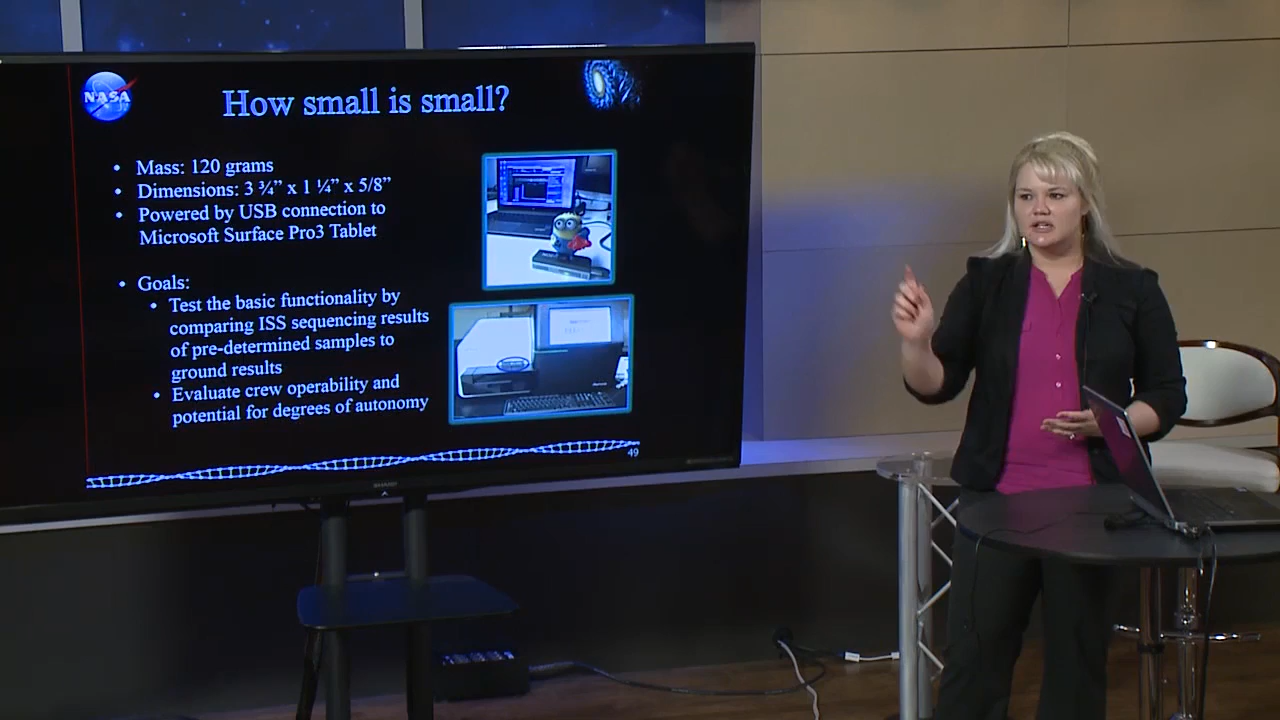 NASA
How small is small?
• Mass: 120 grams
• Dimensions: 3 ¾” x 1 ¼” x 5/8”
• Powered by USB connection to
Microsoft Surface Pro3 Tablet
• Goals:
• Test the basic functionality by
comparing ISS sequencing results
of pre-determined samples to
ground results
• Evaluate crew operability and
potential for degrees of autonomy
49
SHARP